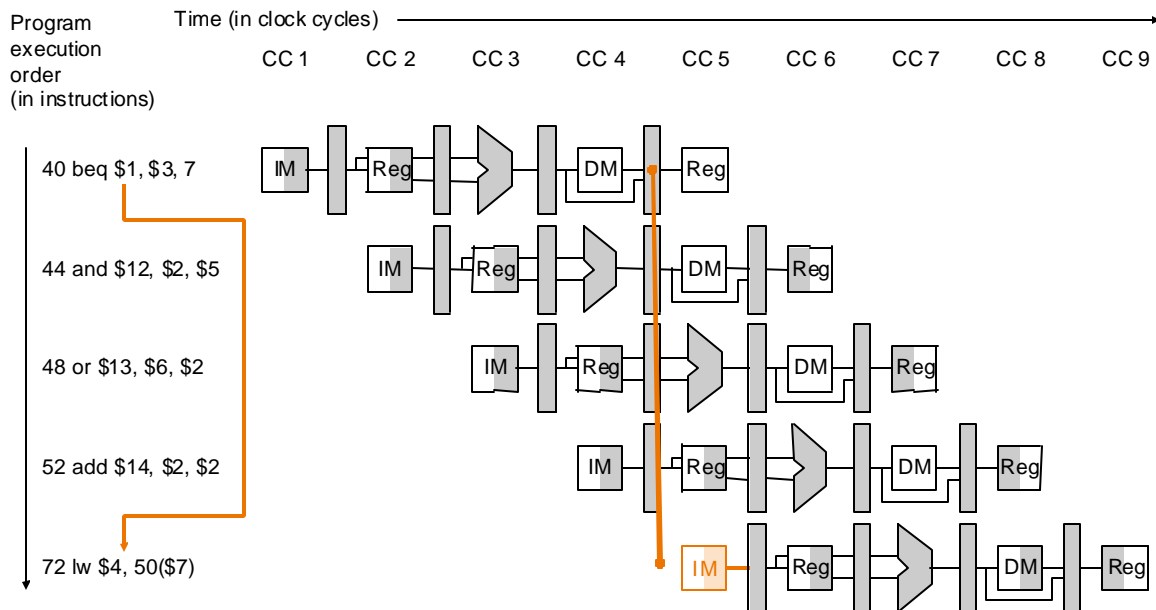 Time (in clock cycles)
Program
execution
order
(in instructions)
CC 1 CC 2 CC 3 CC 4 CC 5 CC 6 CC 7 CC 8 CC 9
40 beq $1, $3, 7 IM Reg DM Reg
44 and $12, $2, $5 IM Reg DM Reg
48 or $13, $6, $2 IM Reg DM Reg
52 add $14, $2, $2 IM Reg DM Reg
72 lw $4, 50($7) IM Reg DM Reg